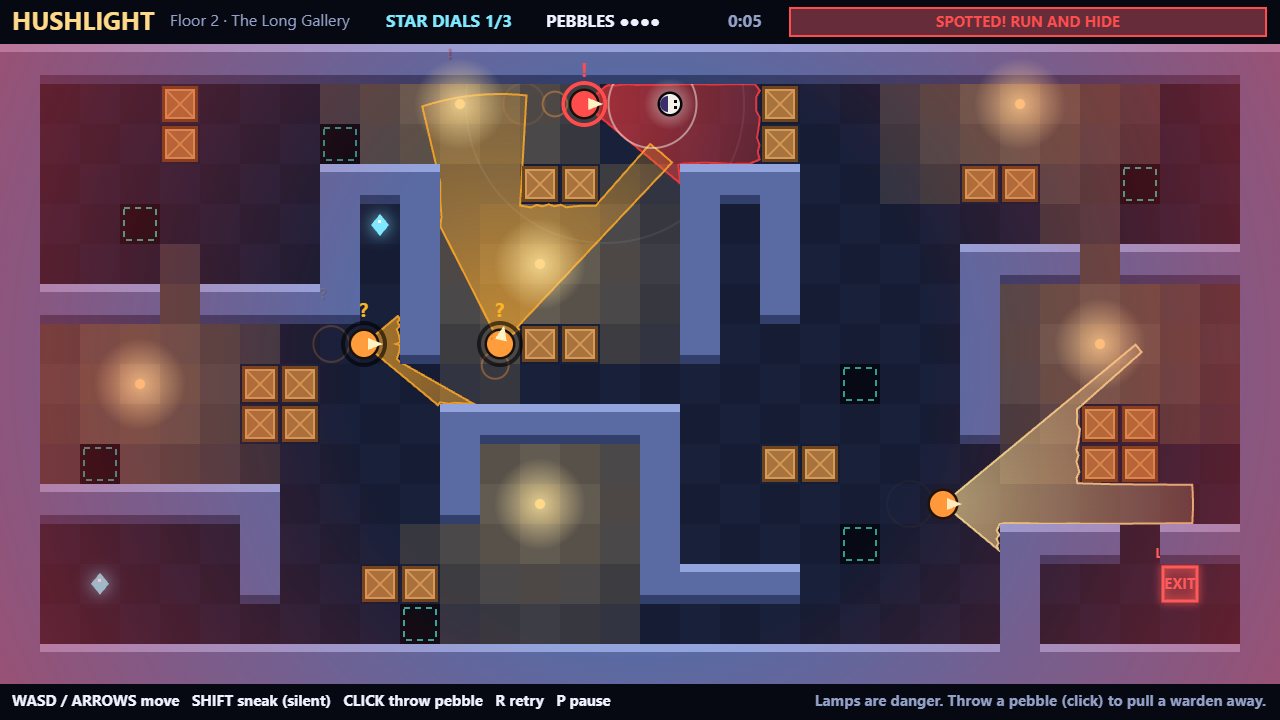 HUSHLIGHT Floor 2 · The Long Gallery STAR DIALS 1/3 PEBBLES ●●●● 0:05 SPOTTED! RUN AND HIDE
!
? ?
EXIT
WASD / ARROWS move SHIFT sneak (silent) CLICK throw pebble R retry P pause Lamps are danger. Throw a pebble (click) to pull a warden away.